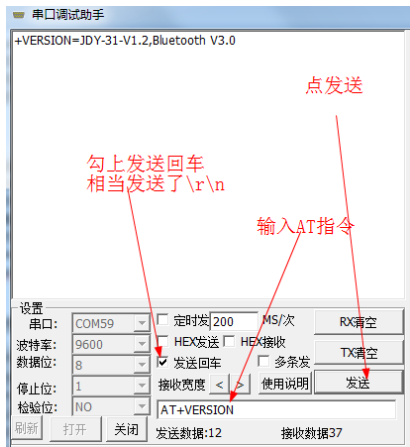 串口调试助手
+VERSION=JDY-31-V1.2,Bluetooth V3.0
点发送
勾上发送回车
相当发送了\r\n
输入AT指令
设置
串口: COM59 定时发 200 MS/次 RX清空
波特率: 9600 HEX发送 HEX接收 TX清空
数据位: 8 发送回车 多条发
停止位: 1 接收宽度 < > 使用说明 发送
检验位: NO AT+VERSION
刷新 打开 关闭 发送数据:12 接收数据37